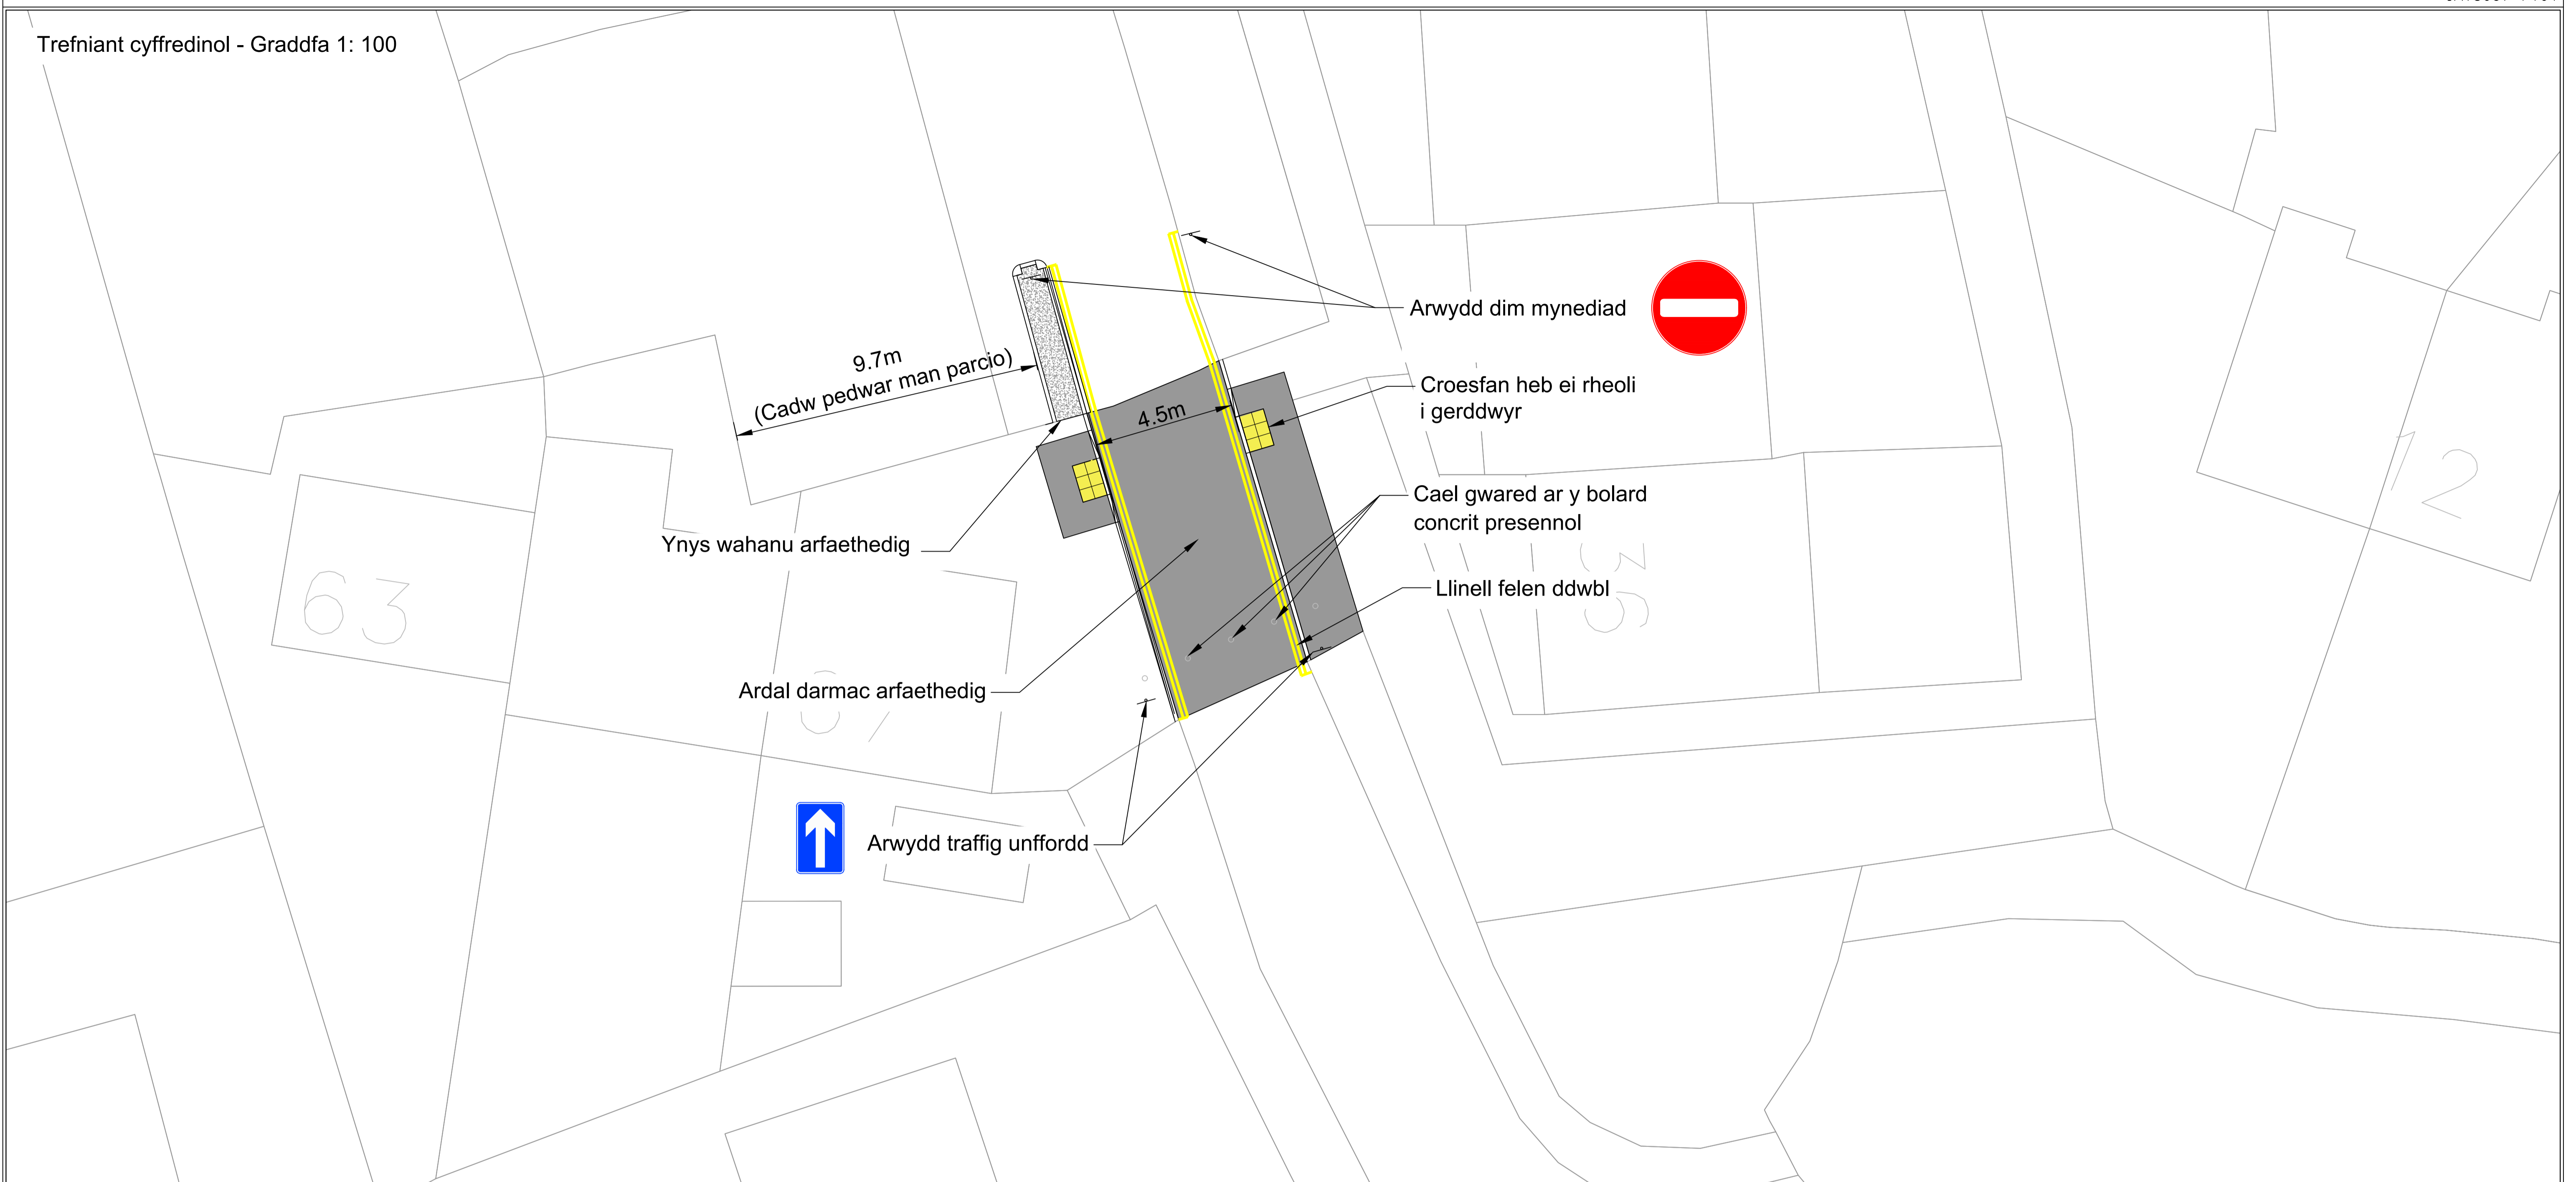 Trefniant cyffredinol - Graddfa 1: 100
Arwydd dim mynediad
9.7m
(Cadw pedwar man parcio)
4.5m
Croesfan heb ei rheoli
i gerddwyr
Cael gwared ar y bolard
concrit presennol
Ynys wahanu arfaethedig
Llinell felen ddwbl
63
12
Ardal darmac arfaethedig
Arwydd traffig unffordd